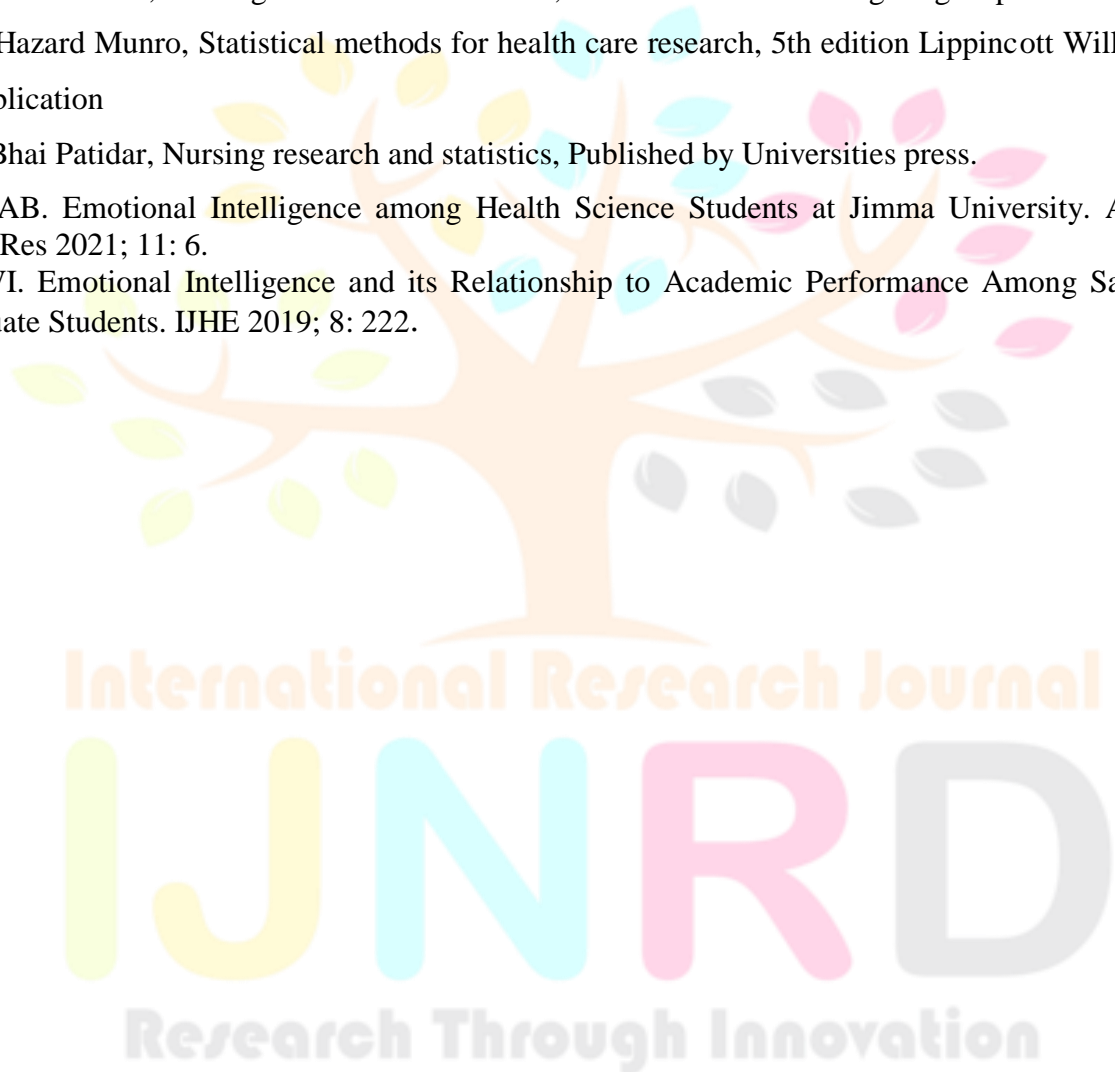 Hazard Munro, Statistical methods for health care research, 5th edition Lippincott Will
blication
Bhai Patidar, Nursing research and statistics, Published by Universities press.
AB. Emotional Intelligence among Health Science Students at Jimma University. A
Res 2021; 11: 6.
VI. Emotional Intelligence and its Relationship to Academic Performance Among Sa
uate Students. IJHE 2019; 8: 222.
International Research Journal
IJNRD
Research Through Innovation